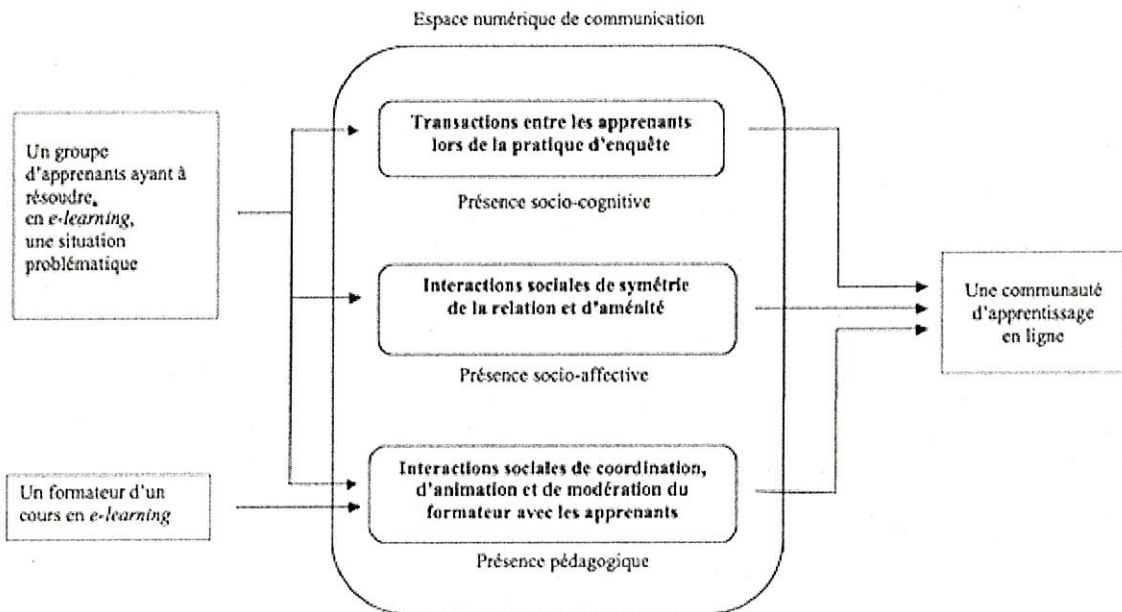 Espace numérique de communication
Un groupe
d'apprenants ayant à
résoudre,
en e-learning,
une situation
problématique
Un formateur d'un
cours en e-learning
Transactions entre les apprenants
lors de la pratique d'enquête
Présence socio-cognitive
Interactions sociales de symétrie
de la relation et d'aménité
Présence socio-affective
Interactions sociales de coordination,
d'animation et de modération du
formateur avec les apprenants
Présence pédagogique
Une communauté
d'apprentissage
en ligne